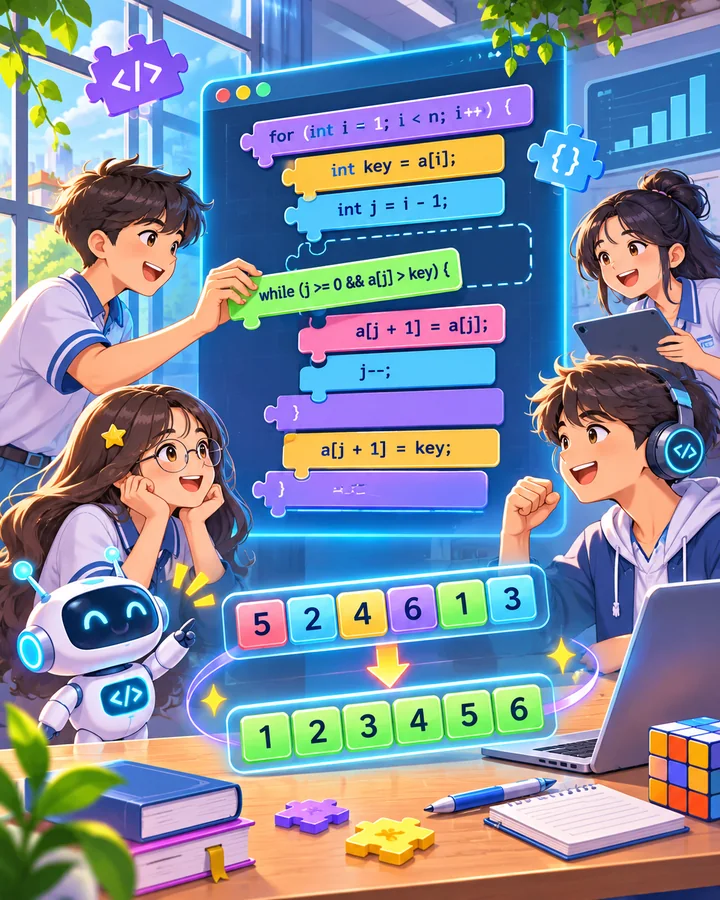 </>
for (int i = 1; i < n; i++) {
int key = a[i];
int j = i - 1;
{}
while (j >= 0 && a[j] > key) {
a[j + 1] = a[j];
j--;
}
a[j + 1] = key;
}
</>
5 2 4 6 1 3
</>
1 2 3 4 5 6